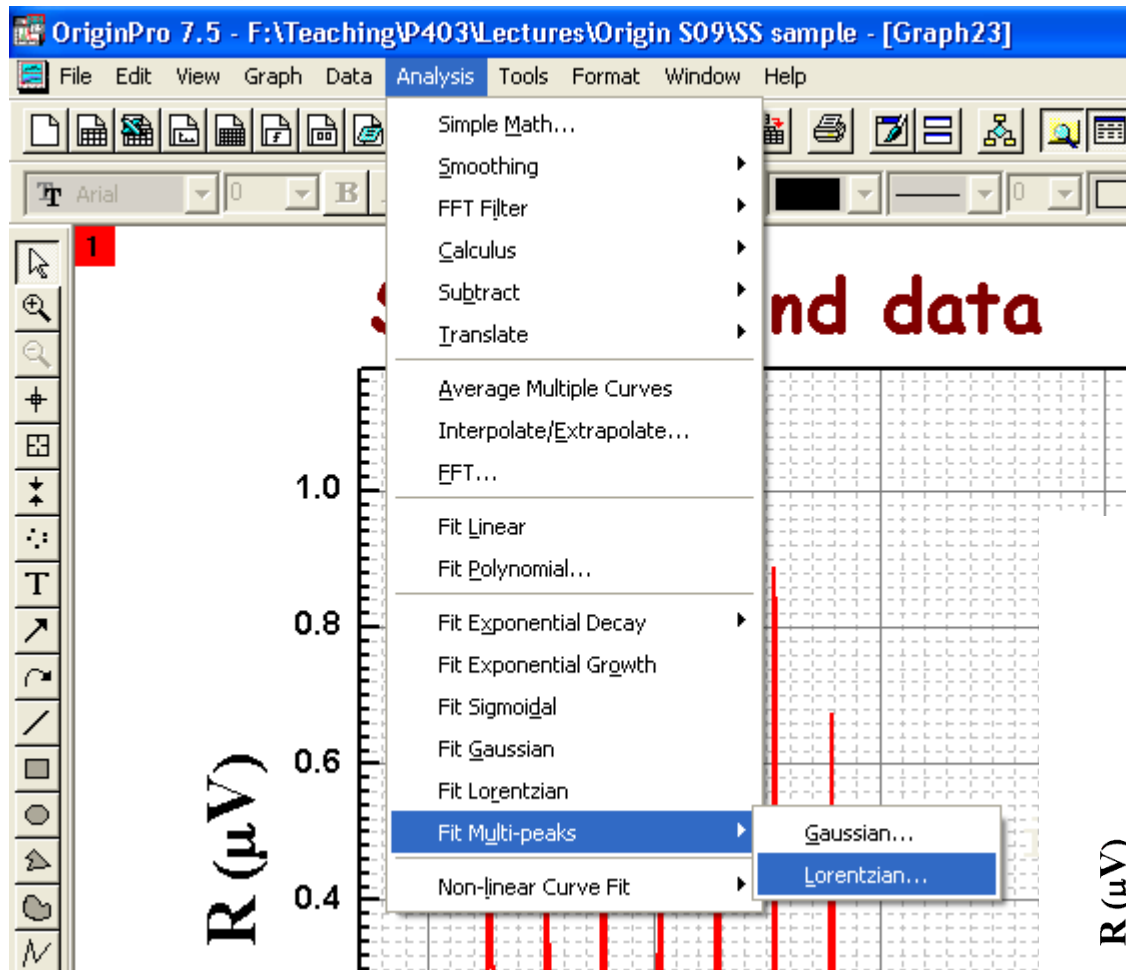 OriginPro 7.5 - F:\Teaching\P403\Lectures\Origin S09\SS sample - [Graph23]
File Edit View Graph Data Analysis Tools Format Window Help
Arial 0 B 0
1
nd data
Simple Math...
Smoothing
FFT Filter
Calculus
Subtract
Translate
Average Multiple Curves
Interpolate/Extrapolate...
FFT...
Fit Linear
Fit Polynomial...
Fit Exponential Decay
Fit Exponential Growth
Fit Sigmoidal
Fit Gaussian
Fit Lorentzian
Fit Multi-peaks
Non-linear Curve Fit
Gaussian...
Lorentzian...
1.0
0.8
0.6
0.4
R (μV)
R (μV)
T